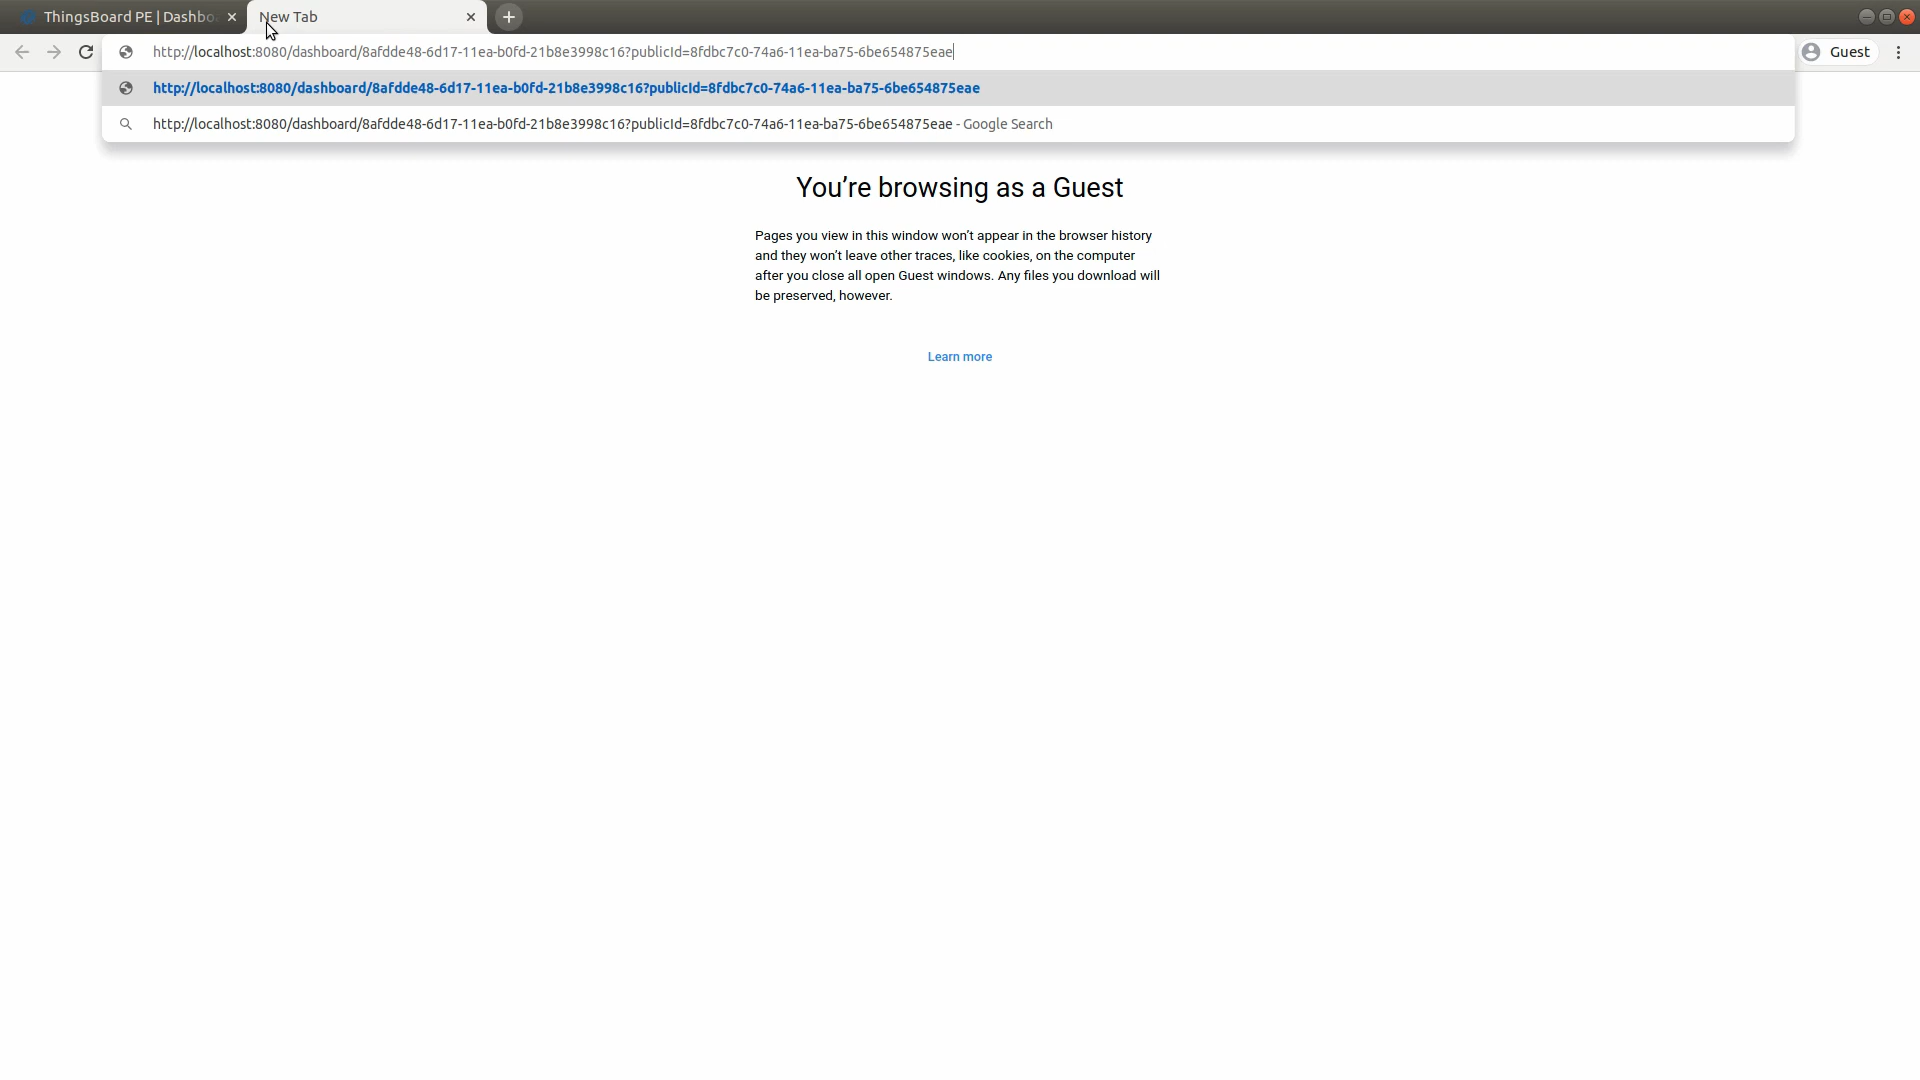 ThingsBoard PE | Dashbo
New Tab
http://localhost:8080/dashboard/8afdde48-6d17-11ea-b0fd-21b8e3998c16?publicId=8fdbc7c0-74a6-11ea-ba75-6be654875eae
Guest
http://localhost:8080/dashboard/8afdde48-6d17-11ea-b0fd-21b8e3998c16?publicId=8fdbc7c0-74a6-11ea-ba75-6be654875eae
http://localhost:8080/dashboard/8afdde48-6d17-11ea-b0fd-21b8e3998c16?publicId=8fdbc7c0-74a6-11ea-ba75-6be654875eae - Google Search
You’re browsing as a Guest
Pages you view in this window won’t appear in the browser history
and they won’t leave other traces, like cookies, on the computer
after you close all open Guest windows. Any files you download will
be preserved, however.
Learn more